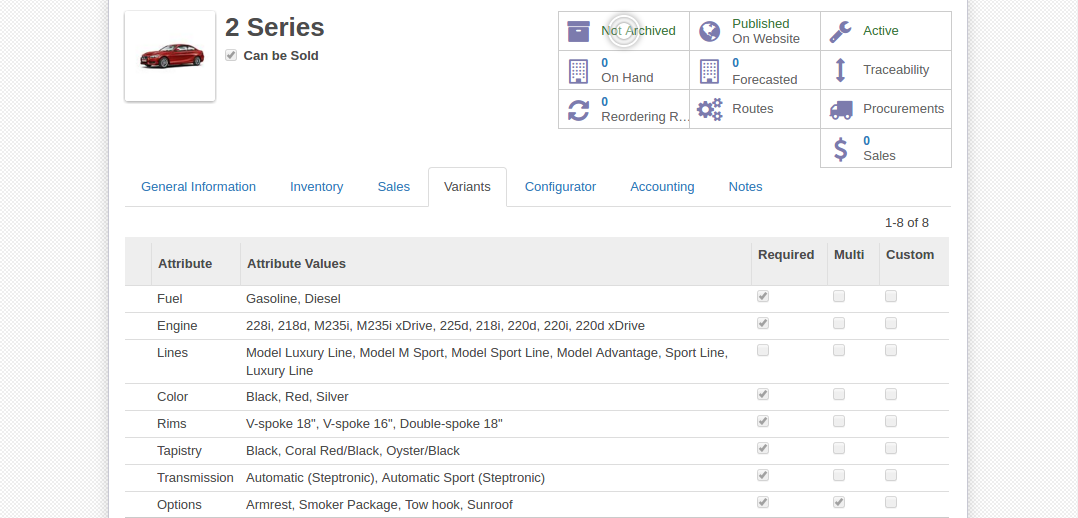 2 Series
Can be Sold
Not Archived
Published
On Website
Active
0
On Hand
0
Forecasted
Traceability
0
Reordering R...
Routes
Procurements
0
Sales
General Information Inventory Sales Variants Configurator Accounting Notes
1-8 of 8
Attribute Attribute Values Required Multi Custom
Fuel Gasoline, Diesel
Engine 228i, 218d, M235i, M235i xDrive, 225d, 218i, 220d, 220i, 220d xDrive
Lines Model Luxury Line, Model M Sport, Model Sport Line, Model Advantage, Sport Line,
Luxury Line
Color Black, Red, Silver
Rims V-spoke 18", V-spoke 16", Double-spoke 18"
Tapistry Black, Coral Red/Black, Oyster/Black
Transmission Automatic (Steptronic), Automatic Sport (Steptronic)
Options Armrest, Smoker Package, Tow hook, Sunroof